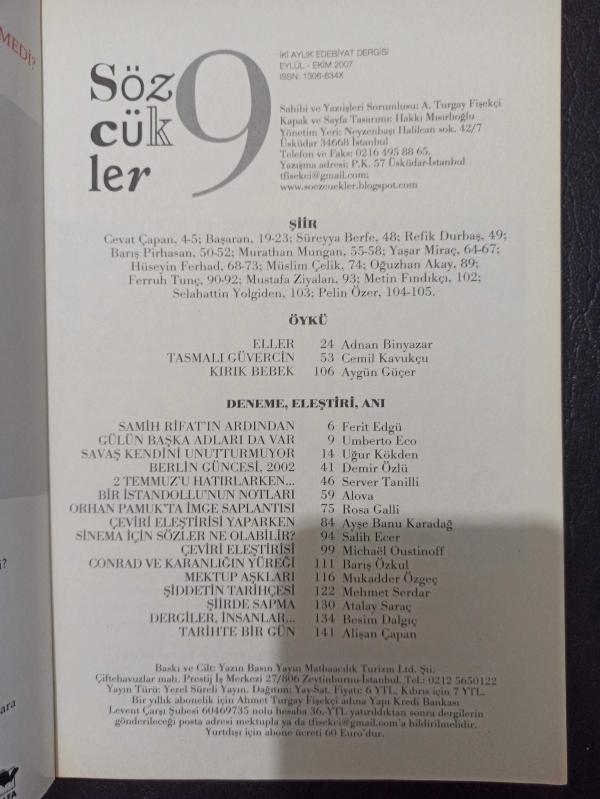 MEDİ?
Söz
cük
ler
9
İKİ AYLIK EDEBİYAT DERGİSİ
EYLÜL - EKİM 2007
ISSN: 1306-634X
Sahibi ve Yazıişleri Sorumlusu: A. Turgay Fişekçi
Kapak ve Sayfa Tasarımı: Hakkı Mısırlıoğlu
Yönetim Yeri: Neyzenbaşı Halilcan sok. 42/7
Üsküdar 34668 İstanbul
Telefon ve Faks: 0216 495 88 65.
Yazışma adresi: P.K. 57 Üsküdar-İstanbul
tfisekci@gmail.com;
www.soezcuekler.blogspot.com
ŞİİR
Cevat Çapan, 4-5; Başaran, 19-23; Süreyya Berfe, 48; Refik Durbaş, 49;
Barış Pirhasan, 50-52; Murathan Mungan, 55-58; Yaşar Miraç, 64-67;
Hüseyin Ferhad, 68-73; Müslim Çelik, 74; Oğuzhan Akay, 89;
Ferruh Tunç, 90-92; Mustafa Ziyalan, 93; Metin Fındıkçı, 102;
Selahattin Yolgiden, 103; Pelin Özer, 104-105.
ÖYKÜ
ELLER 24 Adnan Binyazar
TASMALI GÜVERCİN 53 Cemil Kavukçu
KIRIK BEBEK 106 Aygün Güçer
DENEME, ELEŞTİRİ, ANI
SAMİH RİFAT'IN ARDINDAN 6 Ferit Edgü
GÜLÜN BAŞKA ADLARI DA VAR 9 Umberto Eco
SAVAŞ KENDİNİ UNUTTURMUYOR 14 Uğur Kökden
BERLİN GÜNCESİ, 2002 41 Demir Özlü
2 TEMMUZ'U HATIRLARKEN... 46 Server Tanilli
BİR İSTANDOLLU'NUN NOTLARI 59 Alova
ORHAN PAMUK'TA İMGE SAPLANTISI 75 Rosa Galli
ÇEVİRİ ELEŞTİRİSİ YAPARKEN 84 Ayşe Banu Karadağ
SİNEMA İÇİN SÖZLER NE OLABİLİR? 94 Salih Ecer
ÇEVİRİ ELEŞTİRİSİ 99 Michaël Oustinoff
CONRAD VE KARANLIĞIN YÜREĞİ 111 Barış Özkul
MEKTUP AŞKLARI 116 Mukadder Özgeç
ŞİDDETİN TARİHÇESİ 122 Mehmet Serdar
ŞİİRDE SAPMA 130 Atalay Saraç
DERGİLER, İNSANLAR... 134 Besim Dalgıç
TARİHTE BİR GÜN 141 Alişan Çapan
Baskı ve Cilt: Yazın Basın Yayın Matbaacılık Turizm Ltd. Şti.
Çiftehavuzlar mah. Prestij İş Merkezi 27/806 Zeytinburnu-İstanbul. Tel.: 0212 5650122
Yayın Türü: Yerel Süreli Yayın. Dağıtım: Yay-Sat. Fiyatı: 6 YTL. Kıbrıs için 7 YTL.
Bir yıllık abonelik için Ahmet Turgay Fişekçi adına Yapı Kredi Bankası
Levent Çarşı Şubesi 60469735 nolu hesaba 36.-YTL yatırıldıktan sonra dergilerin
gönderileceği posta adresi mektupla ya da tfisekci@gmail.com'a bildirilmelidir.
Yurtdışı için abone ücreti 60 Euro'dur.